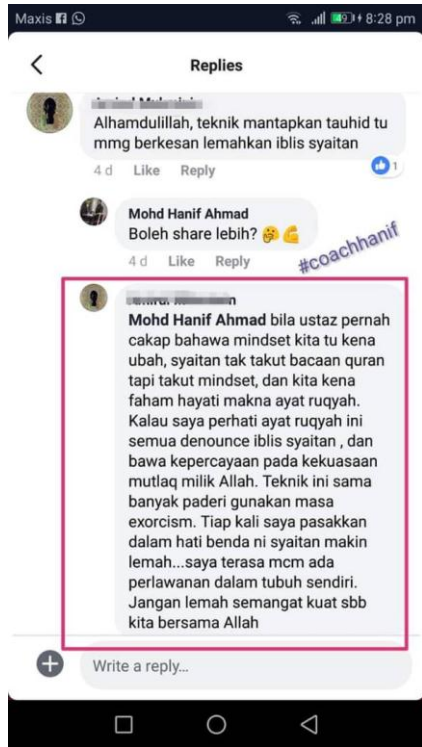 Maxis
49 8:28 pm
Replies
Alhamdulillah, teknik mantapkan tauhid tu
mmg berkesan lemahkan iblis syaitan
4 d Like Reply 1
Mohd Hanif Ahmad
Boleh share lebih? 🤔💪
4 d Like Reply
#coachhanif
Mohd Hanif Ahmad bila ustaz pernah
cakap bahawa mindset kita tu kena
ubah, syaitan tak takut bacaan quran
tapi takut mindset, dan kita kena
faham hayati makna ayat ruqyah.
Kalau saya perhati ayat ruqyah ini
semua denounce iblis syaitan , dan
bawa kepercayaan pada kekuasaan
mutlaq milik Allah. Teknik ini sama
banyak paderi gunakan masa
exorcism. Tiap kali saya pasakkan
dalam hati benda ni syaitan makin
lemah...saya terasa mcm ada
perlawanan dalam tubuh sendiri.
Jangan lemah semangat kuat sbb
kita bersama Allah
Write a reply...